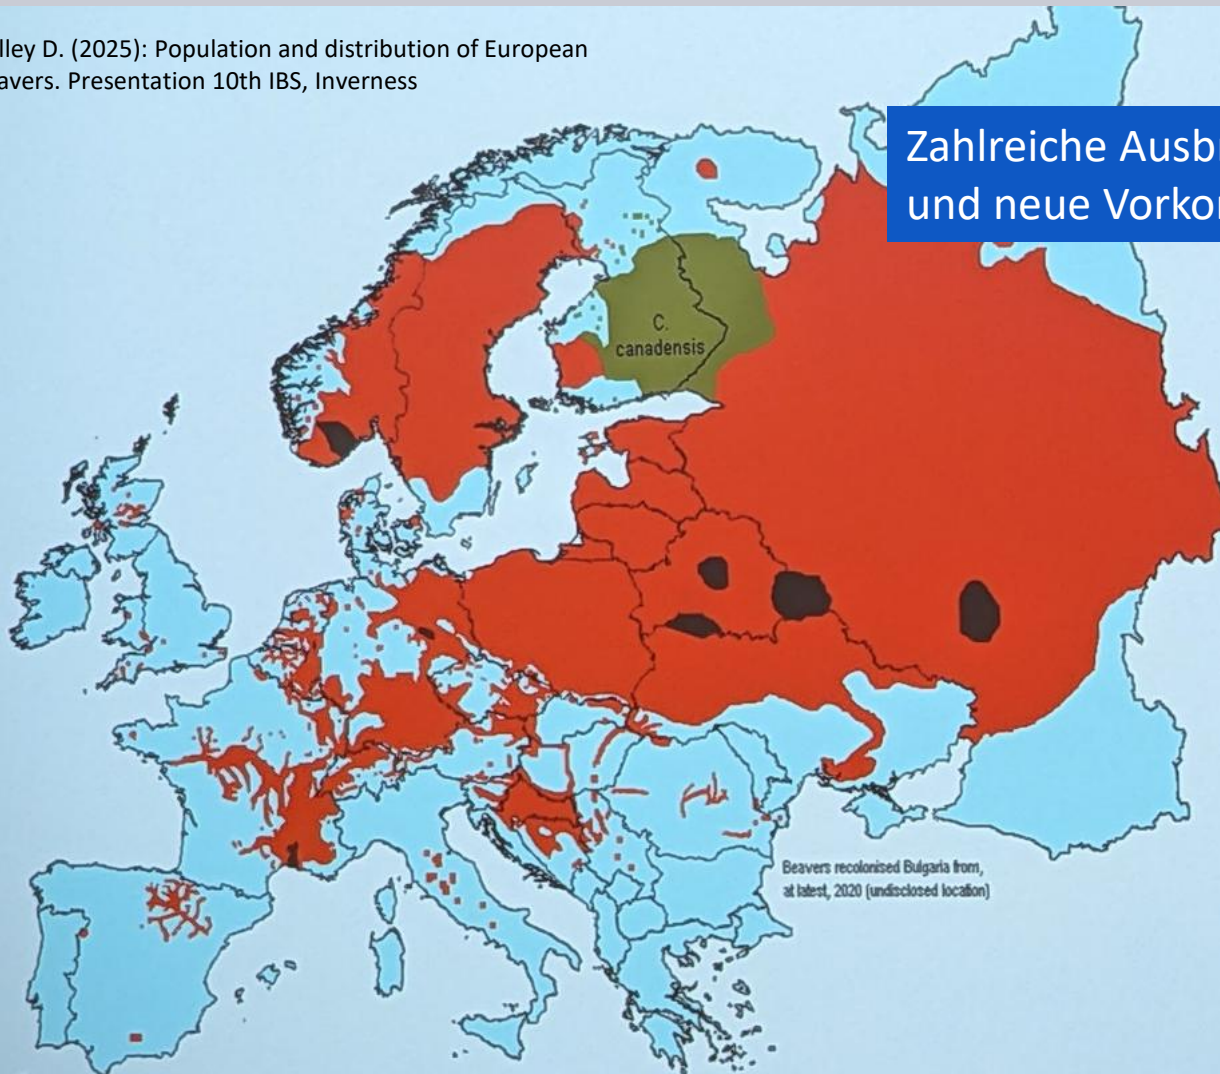 lley D. (2025): Population and distribution of European
avers. Presentation 10th IBS, Inverness
Zahlreiche Ausb
und neue Vorko
C.
canadensis
Beavers recolonised Bulgaria from,
at latest, 2020 (undisclosed location)